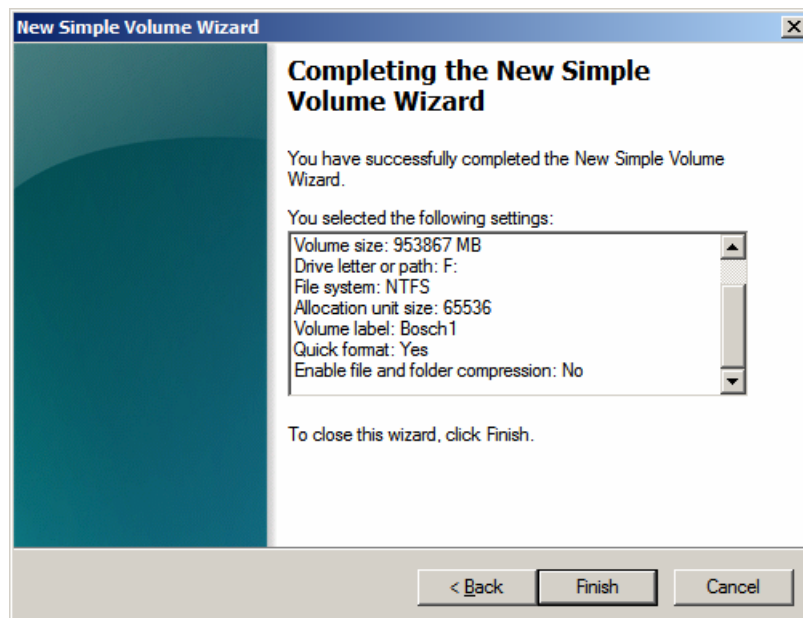 New Simple Volume Wizard
Completing the New Simple
Volume Wizard
You have successfully completed the New Simple Volume
Wizard.
You selected the following settings:
Volume size: 953867 MB
Drive letter or path: F:
File system: NTFS
Allocation unit size: 65536
Volume label: Bosch1
Quick format: Yes
Enable file and folder compression: No
To close this wizard, click Finish.
< Back
Finish
Cancel